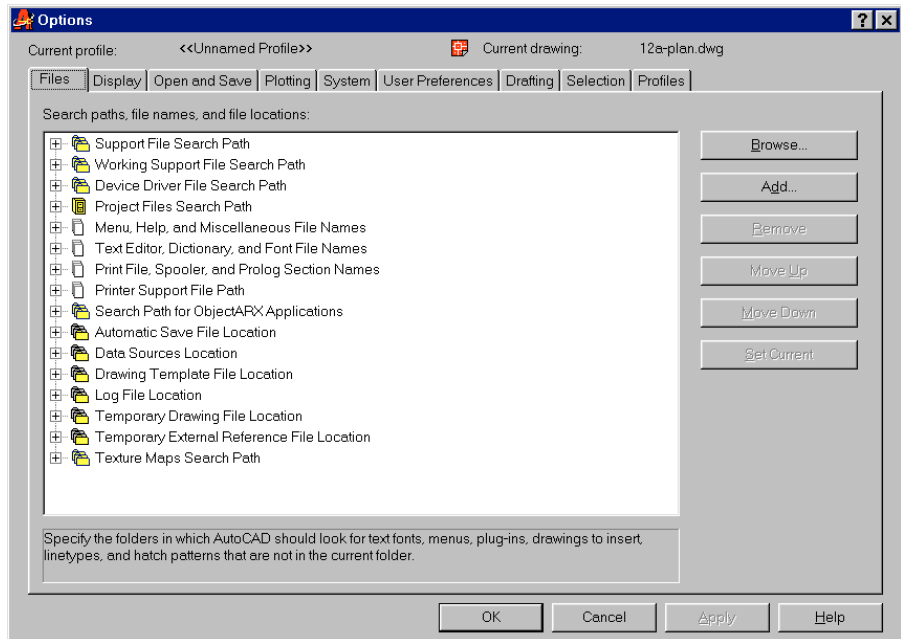 Options
Current profile: <<Unnamed Profile>> Current drawing: 12a-plan.dwg
Files Display Open and Save Plotting System User Preferences Drafting Selection Profiles
Search paths, file names, and file locations:
Support File Search Path
Working Support File Search Path
Device Driver File Search Path
Project Files Search Path
Menu, Help, and Miscellaneous File Names
Text Editor, Dictionary, and Font File Names
Print File, Spooler, and Prolog Section Names
Printer Support File Path
Search Path for ObjectARX Applications
Automatic Save File Location
Data Sources Location
Drawing Template File Location
Log File Location
Temporary Drawing File Location
Temporary External Reference File Location
Texture Maps Search Path
Browse...
Add...
Remove
Move Up
Move Down
Set Current
Specify the folders in which AutoCAD should look for text fonts, menus, plug-ins, drawings to insert,
linetypes, and hatch patterns that are not in the current folder.
OK Cancel Apply Help